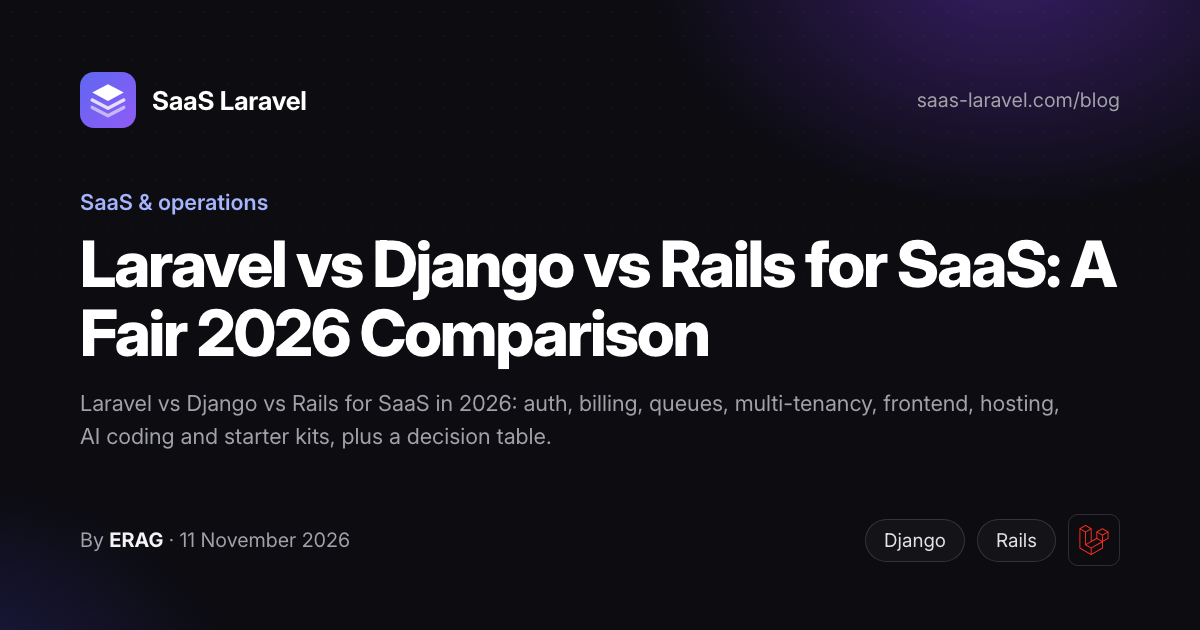 SaaS Laravel
saas-laravel.com/blog
SaaS & operations
Laravel vs Django vs Rails for SaaS: A
Fair 2026 Comparison
Laravel vs Django vs Rails for SaaS in 2026: auth, billing, queues, multi-tenancy, frontend, hosting,
AI coding and starter kits, plus a decision table.
By ERAG · 11 November 2026
Django
Rails